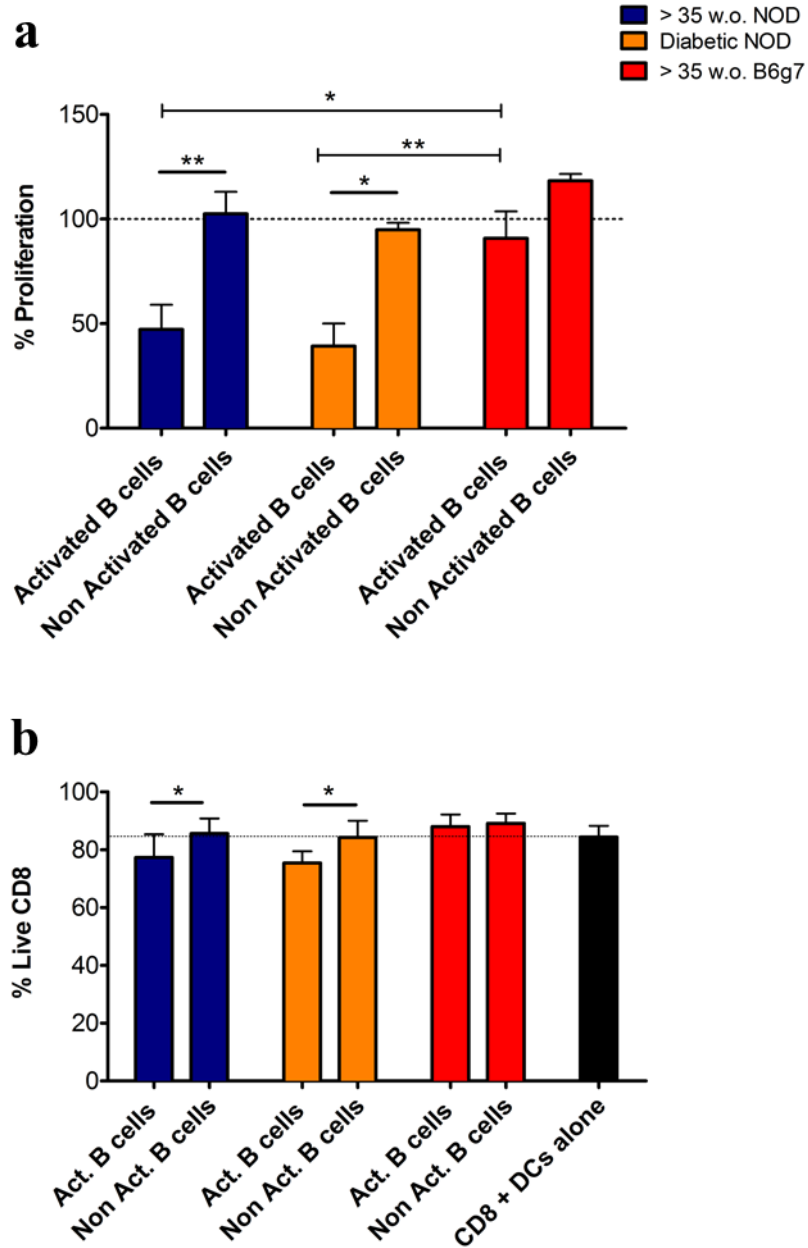 a
> 35 w.o. NOD
Diabetic NOD
> 35 w.o. B6g7
% Proliferation
150
100
50
0
*
**
**
*
Activated B cells
Non Activated B cells
Activated B cells
Non Activated B cells
Activated B cells
Non Activated B cells
b
% Live CD8
100
80
60
40
20
0
*
*
Act. B cells
Non Act. B cells
Act. B cells
Non Act. B cells
Act. B cells
Non Act. B cells
CD8 + DCs alone